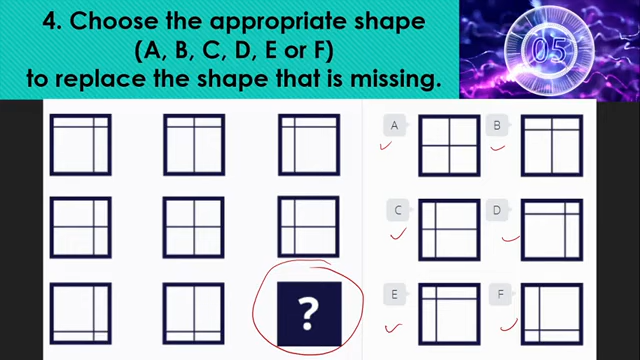 4. Choose the appropriate shape
(A, B, C, D, E or F)
to replace the shape that is missing.
05
A
B
C
D
?
E
F